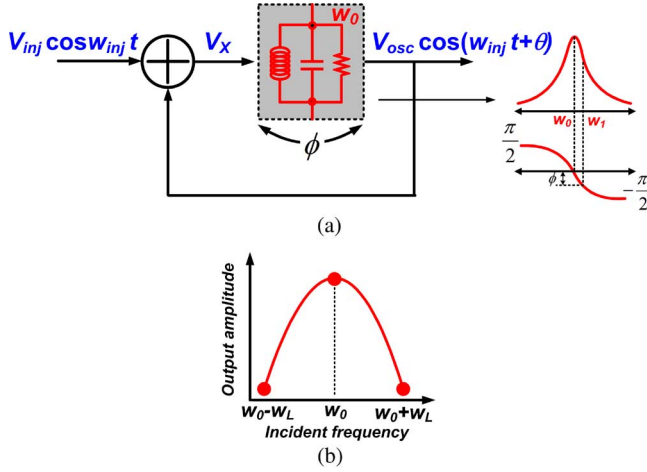 V_inj cosw_inj t
V_X
w_0
V_osc cos(w_inj t+θ)
ϕ
w_0 w_1
π/2
ϕ
-π/2
(a)
Output amplitude
w_0-w_L w_0 w_0+w_L
Incident frequency
(b)